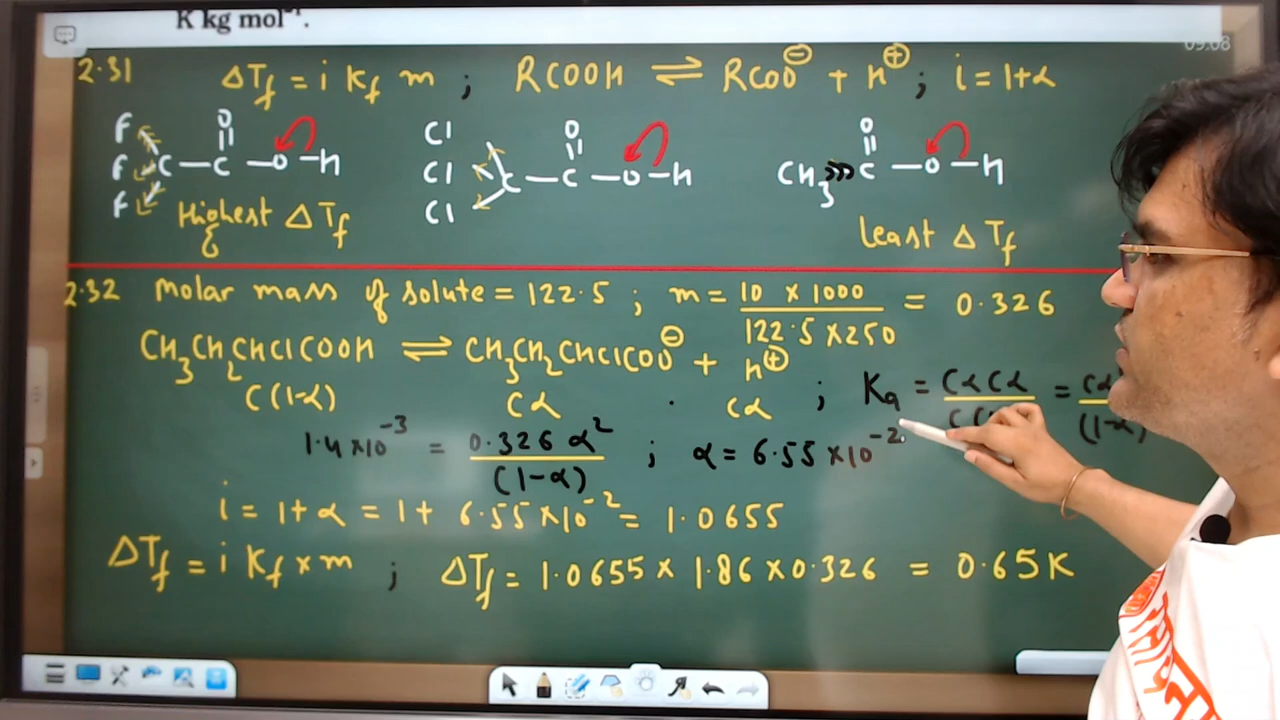 K kg mol⁻¹.
09:08
2.31 ΔTf = i Kf m ; RCOOH ⇌ RCOO⊖ + H⊕ ; i = 1+α
F Cl O
F C — C — O — H Cl C — C — O — H CH₃ C — O — H
F Cl
Highest ΔTf Least ΔTf
2.32 Molar mass of solute = 122.5 ; m = 10 × 1000 / 122.5 × 250 = 0.326
CH₃CH₂CHClCOOH ⇌ CH₃CH₂CHClCOO⊖ + H⊕
C(1-α) Cα Cα ; Ka = CαCα =
1.4×10⁻³ = 0.326 α² / (1-α) ; α = 6.55 ×10⁻² (1-α)
i = 1+α = 1+ 6.55×10⁻² = 1.0655
ΔTf = i Kf × m ; ΔTf = 1.0655 × 1.86 × 0.326 = 0.65K